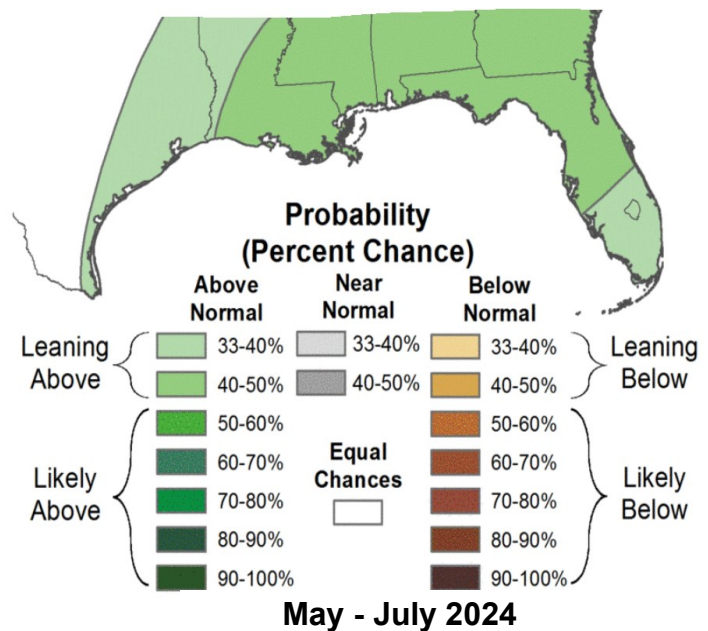 Probability
(Percent Chance)
Above Normal
Near Normal
Below Normal
Leaning Above
33-40%
33-40%
33-40%
Leaning Below
40-50%
40-50%
40-50%
Likely Above
50-60%
50-60%
Likely Below
60-70%
Equal Chances
60-70%
70-80%
70-80%
80-90%
80-90%
90-100%
90-100%
May - July 2024